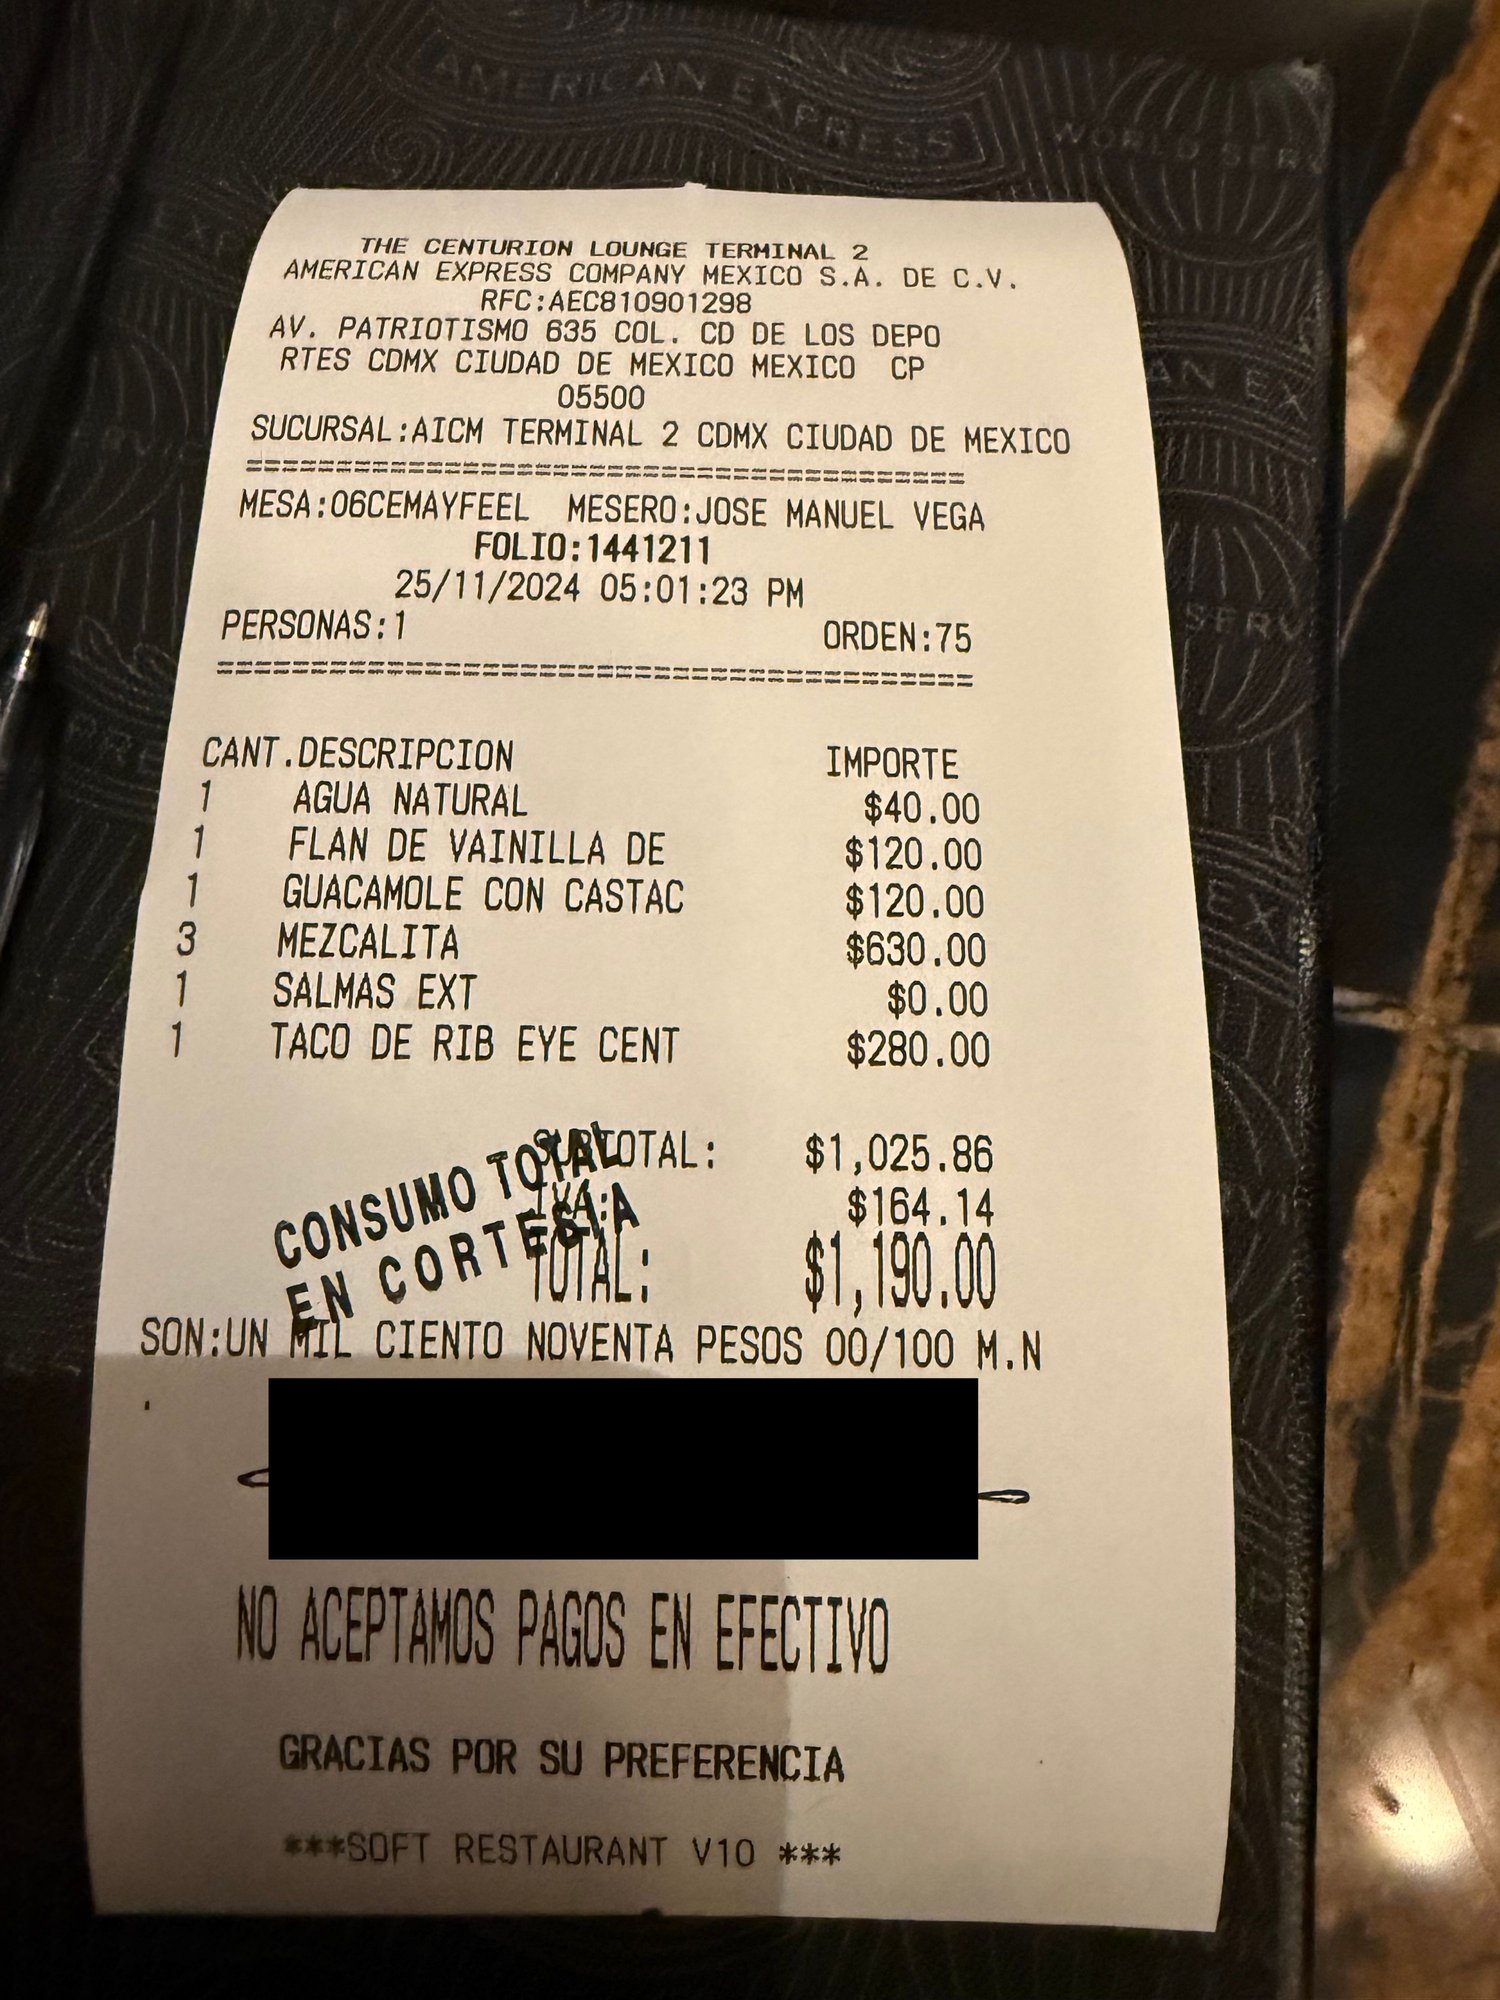 AMERICAN EXPRESS
WORLD SERV
THE CENTURION LOUNGE TERMINAL 2
AMERICAN EXPRESS COMPANY MEXICO S.A. DE C.V.
RFC:AEC810901298
AV. PATRIOTISMO 635 COL. CD DE LOS DEPO
RTES CDMX CIUDAD DE MEXICO MEXICO CP
05500
SUCURSAL:AICM TERMINAL 2 CDMX CIUDAD DE MEXICO
MESA:06CEMAYFEEL MESERO:JOSE MANUEL VEGA
FOLIO:1441211
25/11/2024 05:01:23 PM
PERSONAS:1 ORDEN:75
CANT.DESCRIPCION IMPORTE
1 AGUA NATURAL $40.00
1 FLAN DE VAINILLA DE $120.00
1 GUACAMOLE CON CASTAC $120.00
3 MEZCALITA $630.00
1 SALMAS EXT $0.00
1 TACO DE RIB EYE CENT $280.00
SUBTOTAL: $1,025.86
IVA: $164.14
TOTAL: $1,190.00
CONSUMO TOTAL
EN CORTESIA
SON:UN MIL CIENTO NOVENTA PESOS 00/100 M.N
NO ACEPTAMOS PAGOS EN EFECTIVO
GRACIAS POR SU PREFERENCIA
***SOFT RESTAURANT V10 ***